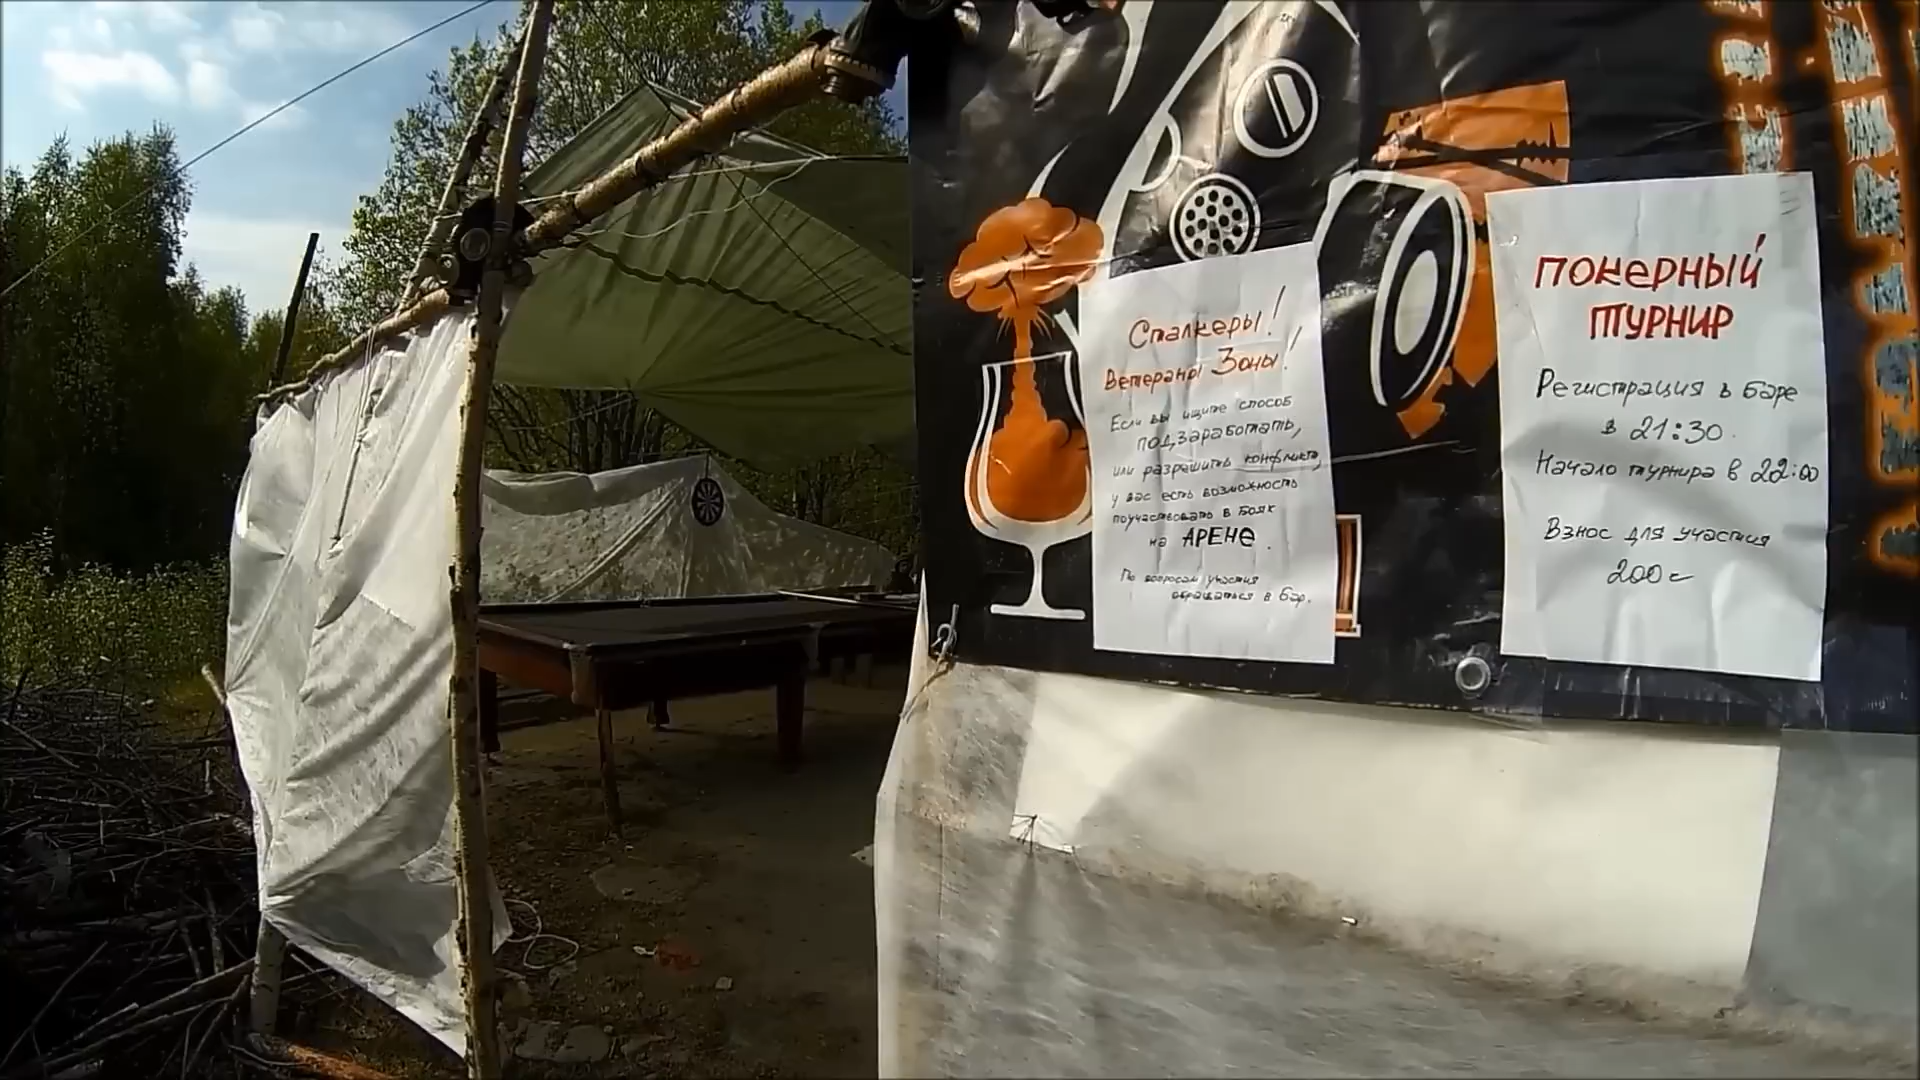 Сталкеры!
Ветераны Зоны!
Если вы ищите способ
подзаработать,
или разрешить конфликт,
у вас есть возможность
поучаствовать в Боях
на АРЕНЕ.
По вопросам участия
обращаться в бар.
ПОКЕРНЫЙ
ТУРНИР
Регистрация в баре
в 21:30.
Начало турнира в 22:00
Взнос для участия
200